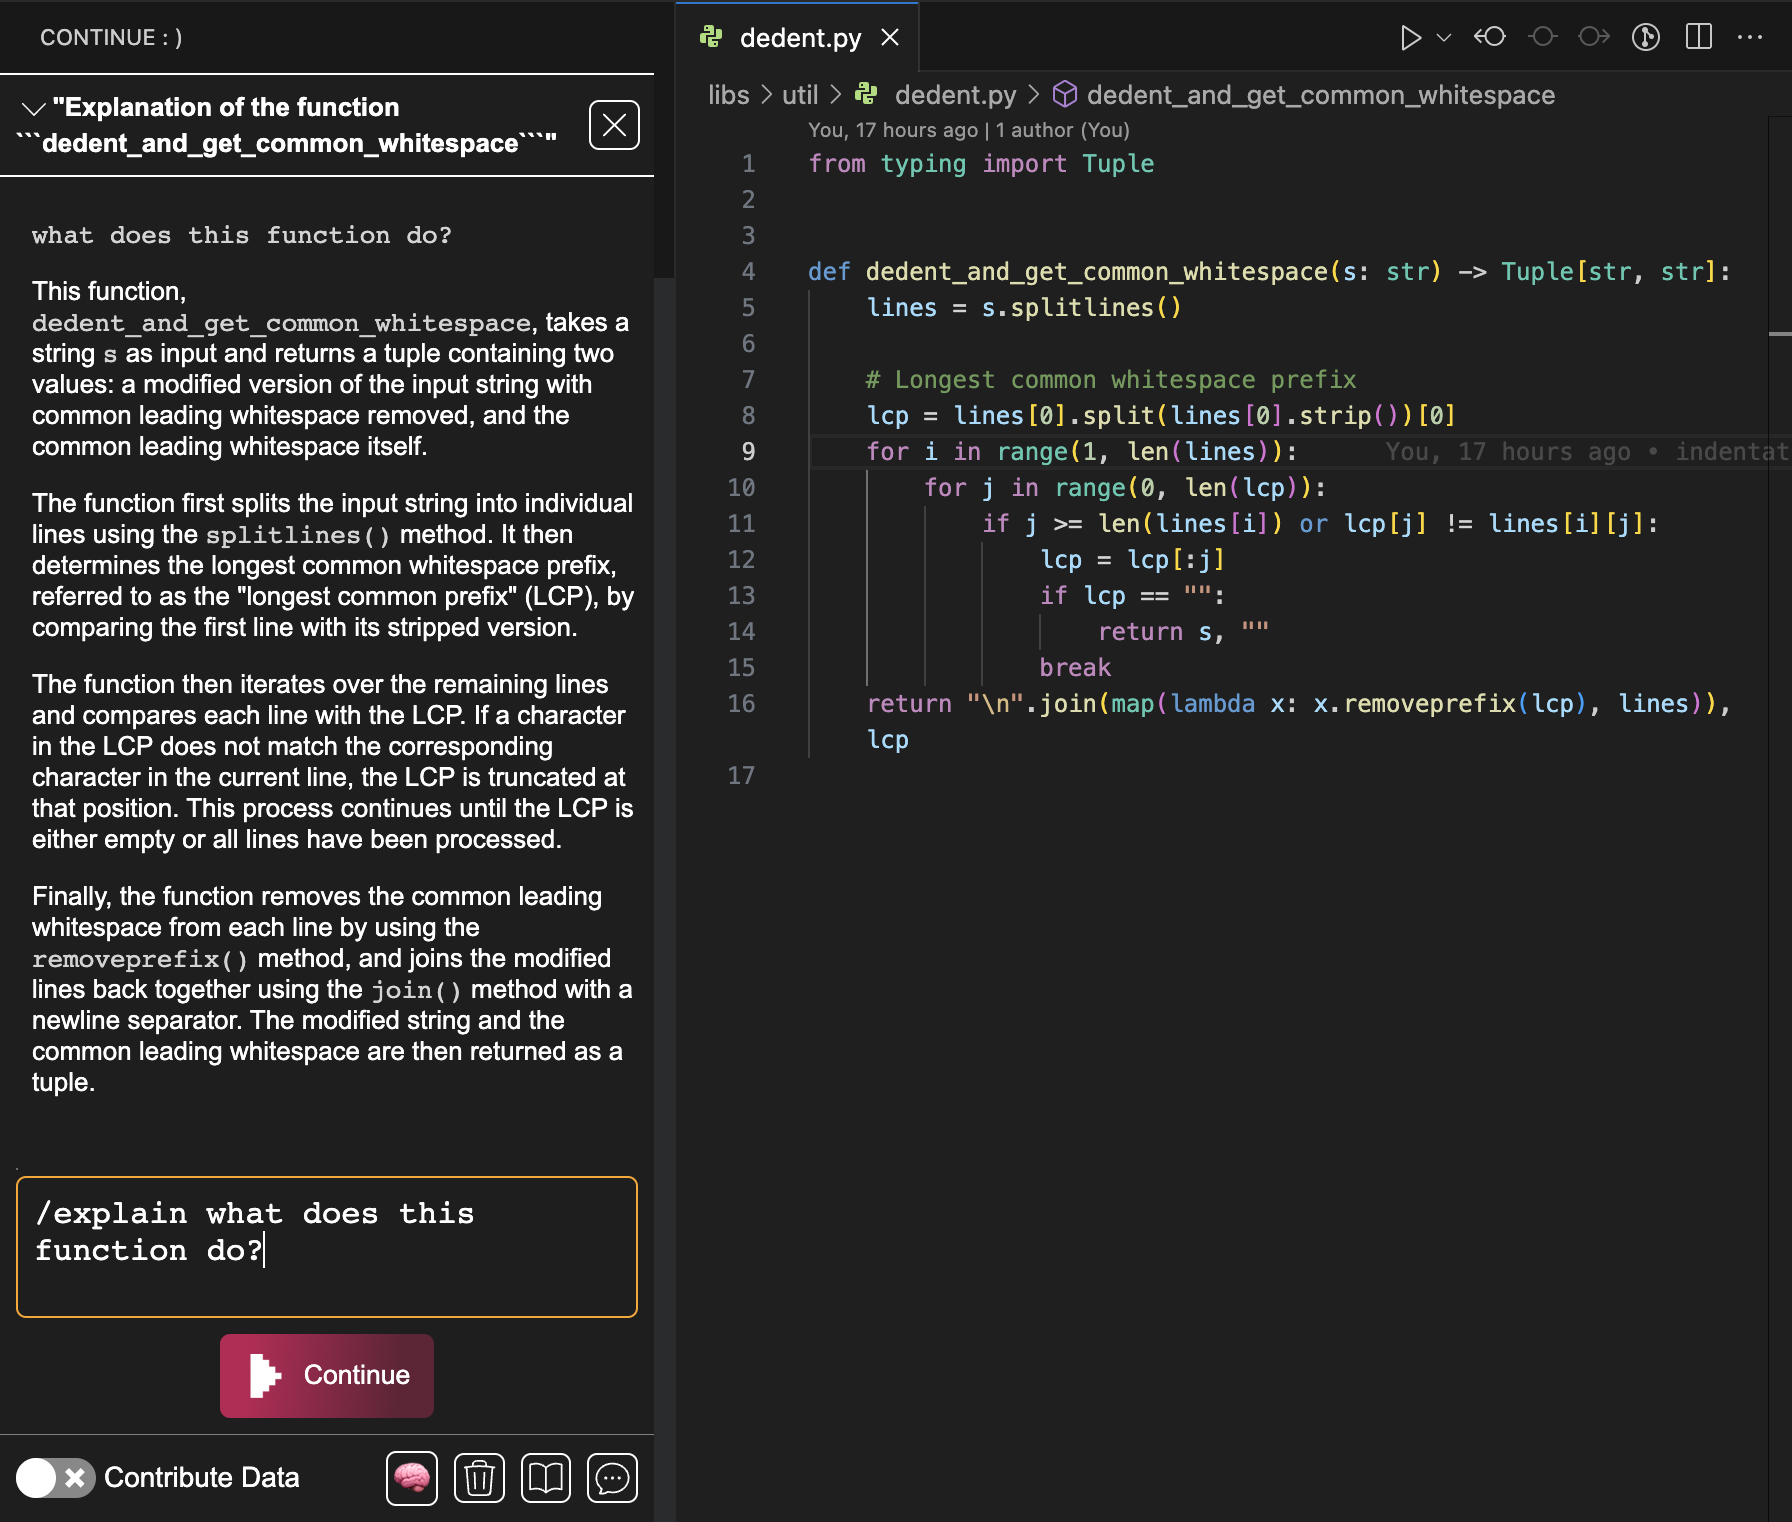 CONTINUE : )
"Explanation of the function
```dedent_and_get_common_whitespace```"
what does this function do?
This function,
dedent_and_get_common_whitespace, takes a
string s as input and returns a tuple containing two
values: a modified version of the input string with
common leading whitespace removed, and the
common leading whitespace itself.
The function first splits the input string into individual
lines using the splitlines() method. It then
determines the longest common whitespace prefix,
referred to as the "longest common prefix" (LCP), by
comparing the first line with its stripped version.
The function then iterates over the remaining lines
and compares each line with the LCP. If a character
in the LCP does not match the corresponding
character in the current line, the LCP is truncated at
that position. This process continues until the LCP is
either empty or all lines have been processed.
Finally, the function removes the common leading
whitespace from each line by using the
removeprefix() method, and joins the modified
lines back together using the join() method with a
newline separator. The modified string and the
common leading whitespace are then returned as a
tuple.
/explain what does this
function do?
Continue
Contribute Data
dedent.py
libs > util > dedent.py > dedent_and_get_common_whitespace
You, 17 hours ago | 1 author (You)
1 from typing import Tuple
2
3
4 def dedent_and_get_common_whitespace(s: str) -> Tuple[str, str]:
5     lines = s.splitlines()
6
7     # Longest common whitespace prefix
8     lcp = lines[0].split(lines[0].strip())[0]
9     for i in range(1, len(lines)): You, 17 hours ago • indentat
10         for j in range(0, len(lcp)):
11             if j >= len(lines[i]) or lcp[j] != lines[i][j]:
12                 lcp = lcp[:j]
13                 if lcp == "":
14                     return s, ""
15                 break
16     return "\n".join(map(lambda x: x.removeprefix(lcp), lines)),
lcp
17